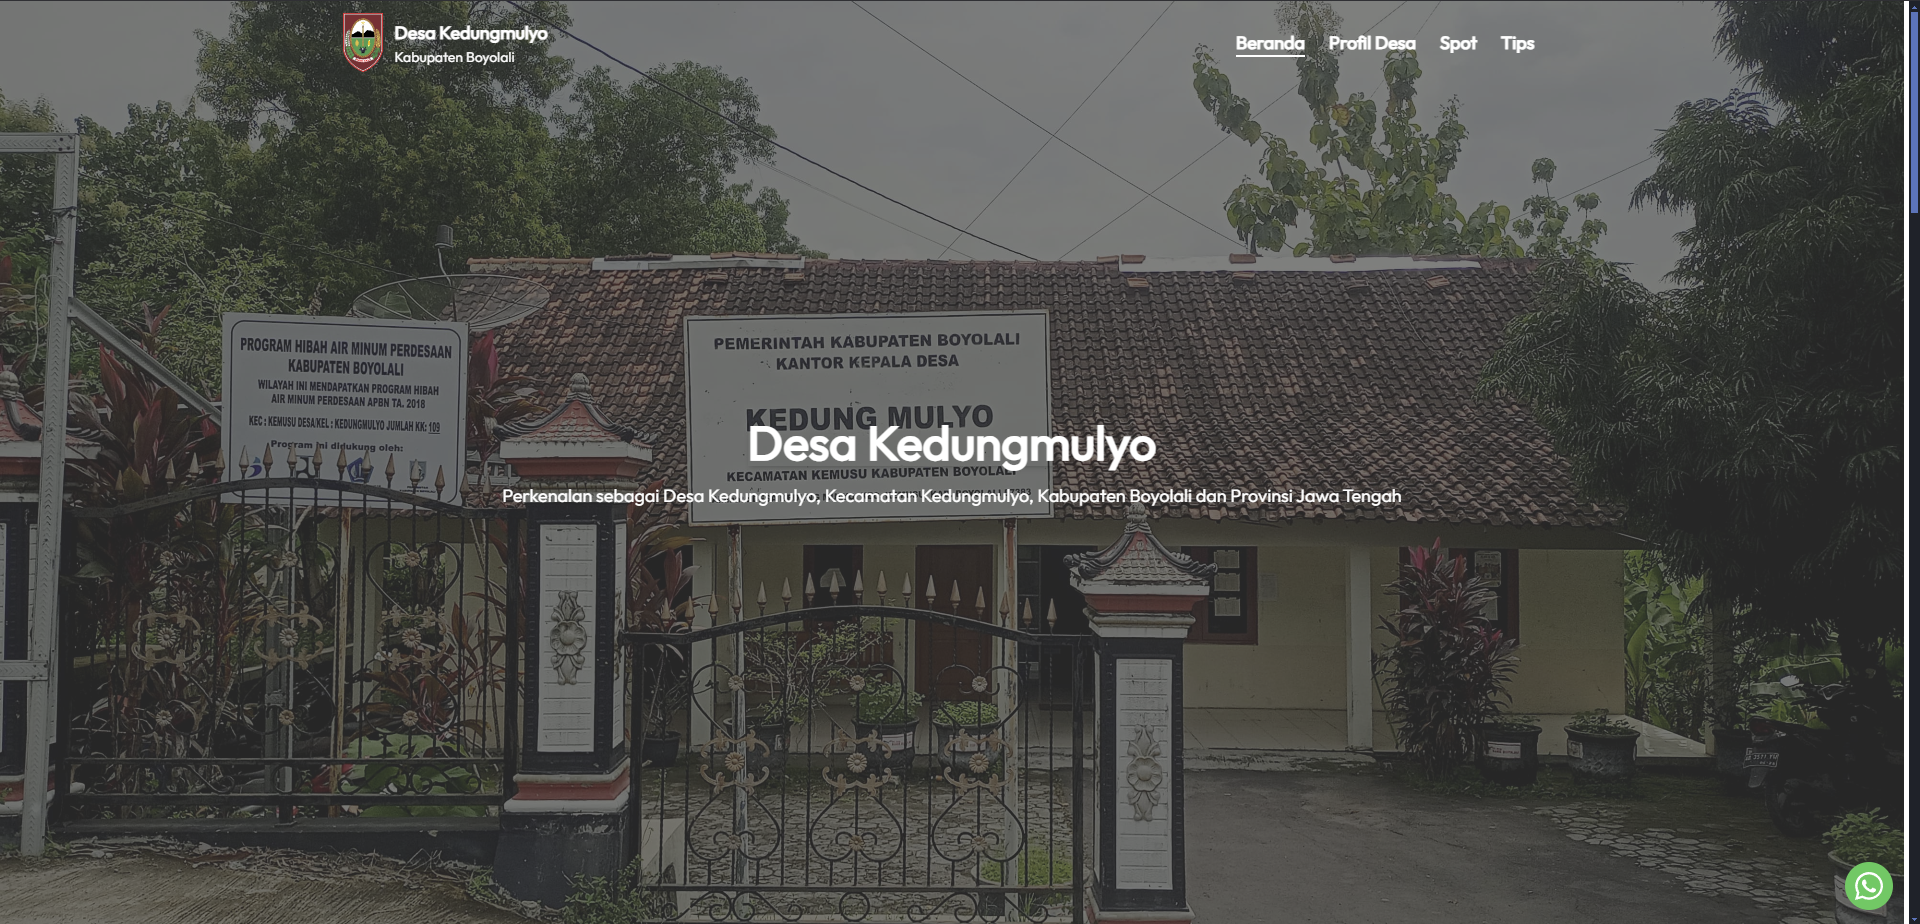 Desa Kedungmulyo
Kabupaten Boyolali
Beranda Profil Desa Spot Tips
PROGRAM HIBAH AIR MINUM PERDESAAN
KABUPATEN BOYOLALI
WILAYAH INI MENDAPATKAN PROGRAM HIBAH
AIR MINUM PERDESAAN APBN TA. 2018
KEC : KEMUSU DESA/KEL : KEDUNGMULYO JUMLAH KK: 109
Program ini didukung oleh:
PEMERINTAH KABUPATEN BOYOLALI
KANTOR KEPALA DESA
KEDUNG MULYO
KECAMATAN KEMUSU KABUPATEN BOYOLALI
Desa Kedungmulyo
Perkenalan sebagai Desa Kedungmulyo, Kecamatan Kedungmulyo, Kabupaten Boyolali dan Provinsi Jawa Tengah